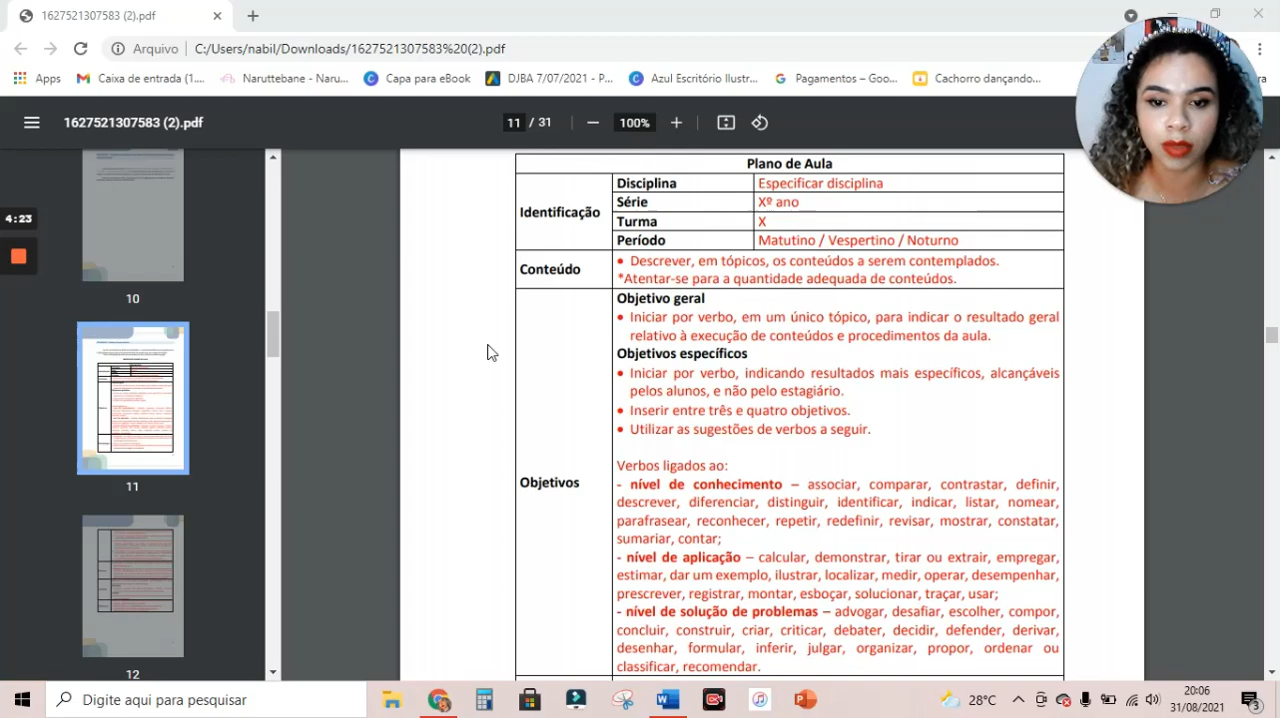 1627521307583 (2).pdf
Arquivo
C:/Users/nabil/Downloads/1627521307583%20(2).pdf
Apps
Caixa de entrada (1....
Naruttebane - Naru...
Capa para eBook
DJBA 7/07/2021 - P...
Azul Escritório Ilustr...
Pagamentos – Goo...
Cachorro dançando...
1627521307583 (2).pdf
11 / 31
100%
4:23
10
11
12
Plano de Aula
Identificação
Disciplina
Especificar disciplina
Série
Xº ano
Turma
X
Período
Matutino / Vespertino / Noturno
Conteúdo
• Descrever, em tópicos, os conteúdos a serem contemplados.
*Atentar-se para a quantidade adequada de conteúdos.
Objetivos
Objetivo geral
• Iniciar por verbo, em um único tópico, para indicar o resultado geral
relativo à execução de conteúdos e procedimentos da aula.
Objetivos específicos
• Iniciar por verbo, indicando resultados mais específicos, alcançáveis
pelos alunos, e não pelo estagiário.
• Inserir entre três e quatro objetivos.
• Utilizar as sugestões de verbos a seguir.
Verbos ligados ao:
- nível de conhecimento – associar, comparar, contrastar, definir,
descrever, diferenciar, distinguir, identificar, indicar, listar, nomear,
parafrasear, reconhecer, repetir, redefinir, revisar, mostrar, constatar,
sumariar, contar;
- nível de aplicação – calcular, demonstrar, tirar ou extrair, empregar,
estimar, dar um exemplo, ilustrar, localizar, medir, operar, desempenhar,
prescrever, registrar, montar, esboçar, solucionar, traçar, usar;
- nível de solução de problemas – advogar, desafiar, escolher, compor,
concluir, construir, criar, criticar, debater, decidir, defender, derivar,
desenhar, formular, inferir, julgar, organizar, propor, ordenar ou
classificar, recomendar.
Digite aqui para pesquisar
28°C
20:06
31/08/2021
3